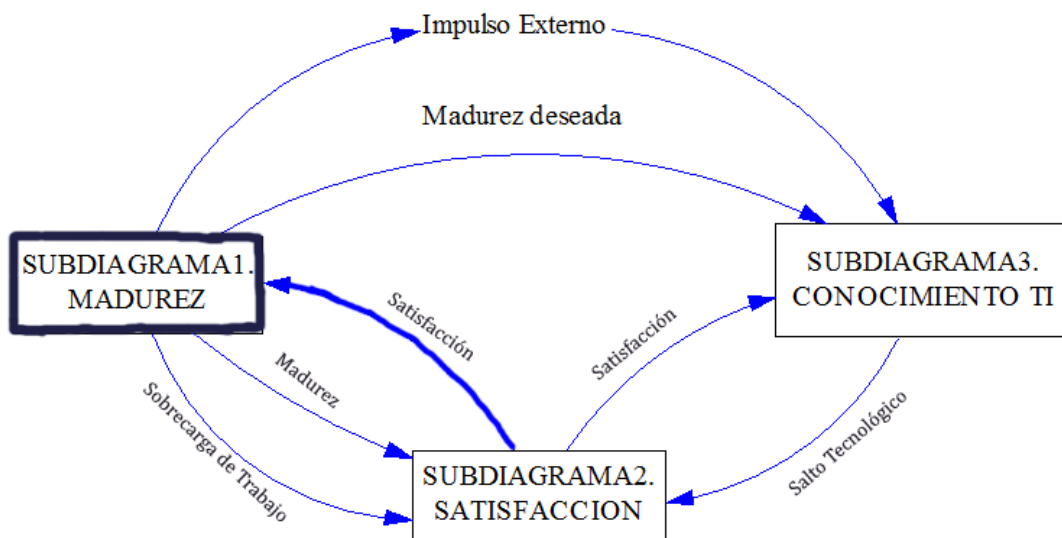 Impulso Externo
Madurez deseada
SUBDIAGRAMA1.
MADUREZ
SUBDIAGRAMA3.
CONOCIMIENTO TI
Satisfacción
Satisfacción
Madurez
Sobrecarga de Trabajo
Salto Tecnológico
SUBDIAGRAMA2.
SATISFACCION